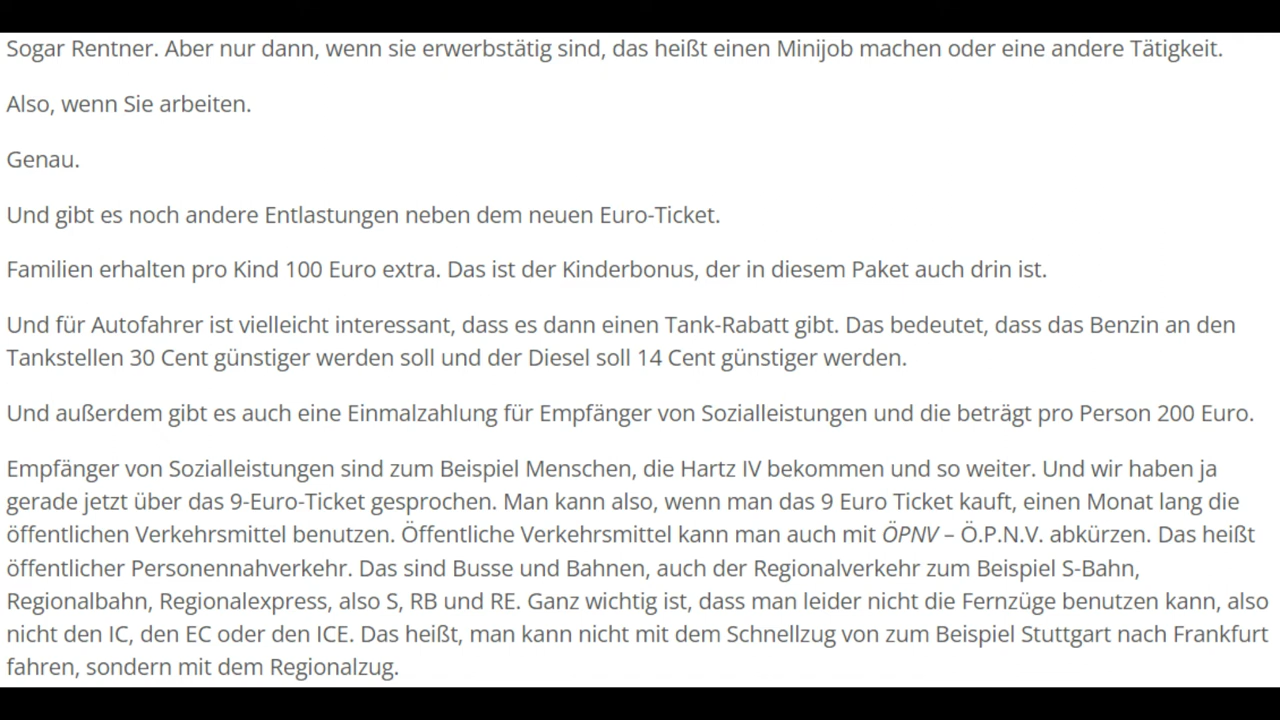 Sogar Rentner. Aber nur dann, wenn sie erwerbstätig sind, das heißt einen Minijob machen oder eine andere Tätigkeit.
Also, wenn Sie arbeiten.
Genau.
Und gibt es noch andere Entlastungen neben dem neuen Euro-Ticket.
Familien erhalten pro Kind 100 Euro extra. Das ist der Kinderbonus, der in diesem Paket auch drin ist.
Und für Autofahrer ist vielleicht interessant, dass es dann einen Tank-Rabatt gibt. Das bedeutet, dass das Benzin an den
Tankstellen 30 Cent günstiger werden soll und der Diesel soll 14 Cent günstiger werden.
Und außerdem gibt es auch eine Einmalzahlung für Empfänger von Sozialleistungen und die beträgt pro Person 200 Euro.
Empfänger von Sozialleistungen sind zum Beispiel Menschen, die Hartz IV bekommen und so weiter. Und wir haben ja
gerade jetzt über das 9-Euro-Ticket gesprochen. Man kann also, wenn man das 9 Euro Ticket kauft, einen Monat lang die
öffentlichen Verkehrsmittel benutzen. Öffentliche Verkehrsmittel kann man auch mit ÖPNV – Ö.P.N.V. abkürzen. Das heißt
öffentlicher Personennahverkehr. Das sind Busse und Bahnen, auch der Regionalverkehr zum Beispiel S-Bahn,
Regionalbahn, Regionalexpress, also S, RB und RE. Ganz wichtig ist, dass man leider nicht die Fernzüge benutzen kann, also
nicht den IC, den EC oder den ICE. Das heißt, man kann nicht mit dem Schnellzug von zum Beispiel Stuttgart nach Frankfurt
fahren, sondern mit dem Regionalzug.